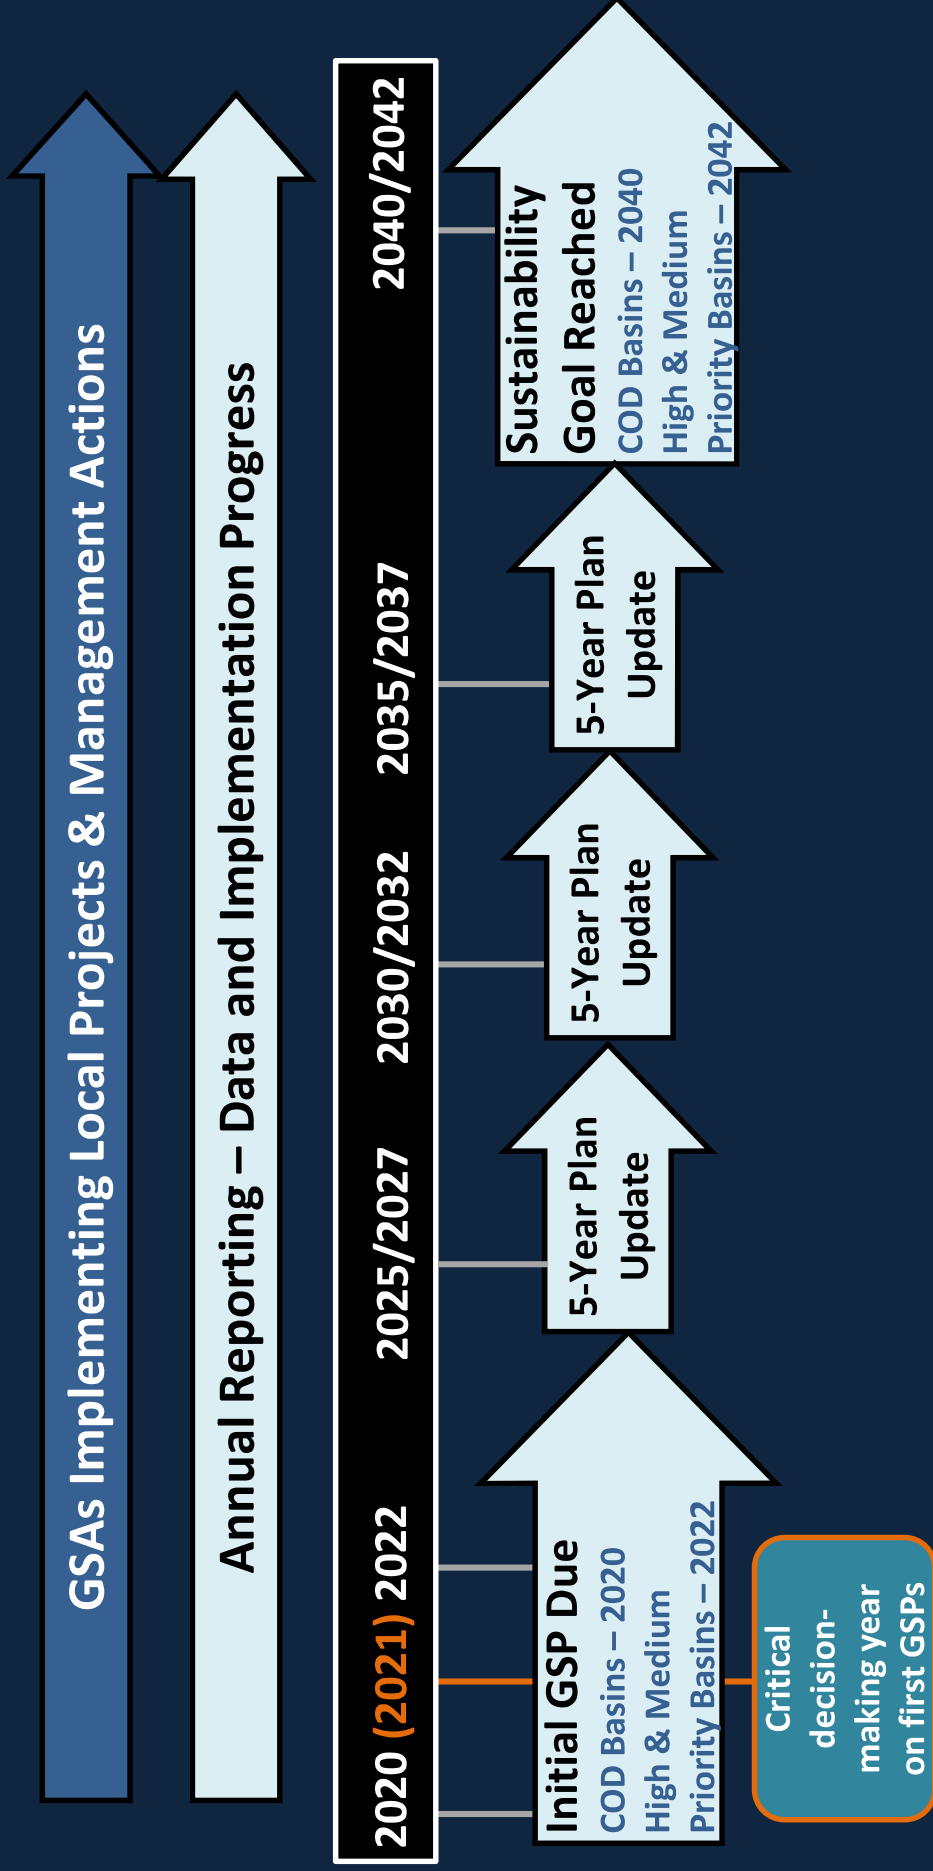 GSAs Implementing Local Projects & Management Actions
Annual Reporting – Data and Implementation Progress
2020 (2021) 2022 2025/2027 2030/2032 2035/2037 2040/2042
Initial GSP Due
COD Basins – 2020
High & Medium
Priority Basins – 2022
5-Year Plan
Update
5-Year Plan
Update
5-Year Plan
Update
Sustainability
Goal Reached
COD Basins – 2040
High & Medium
Priority Basins – 2042
Critical
decision-
making year
on first GSPs